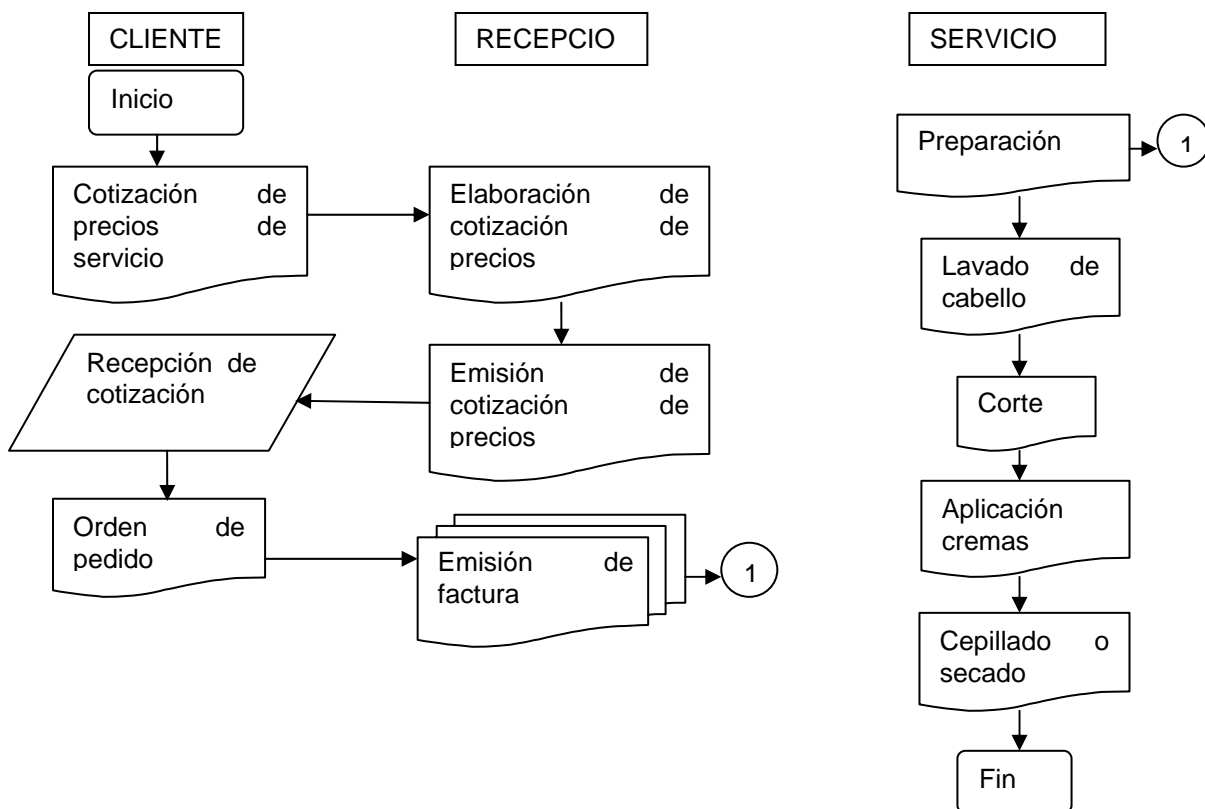 CLIENTE
RECEPCIO
SERVICIO
Inicio
Cotización de
precios de
servicio
Elaboración de
cotización de
precios
Recepción de
cotización
Emisión de
cotización de
precios
Orden de
pedido
Emisión de
factura
1
Preparación
1
Lavado de
cabello
Corte
Aplicación
cremas
Cepillado o
secado
Fin